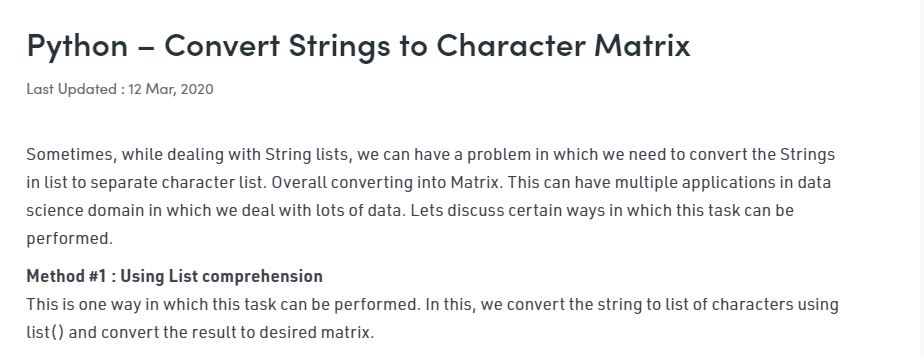 Python – Convert Strings to Character Matrix
Last Updated : 12 Mar, 2020
Sometimes, while dealing with String lists, we can have a problem in which we need to convert the Strings
in list to separate character list. Overall converting into Matrix. This can have multiple applications in data
science domain in which we deal with lots of data. Lets discuss certain ways in which this task can be
performed.
Method #1 : Using List comprehension
This is one way in which this task can be performed. In this, we convert the string to list of characters using
list() and convert the result to desired matrix.